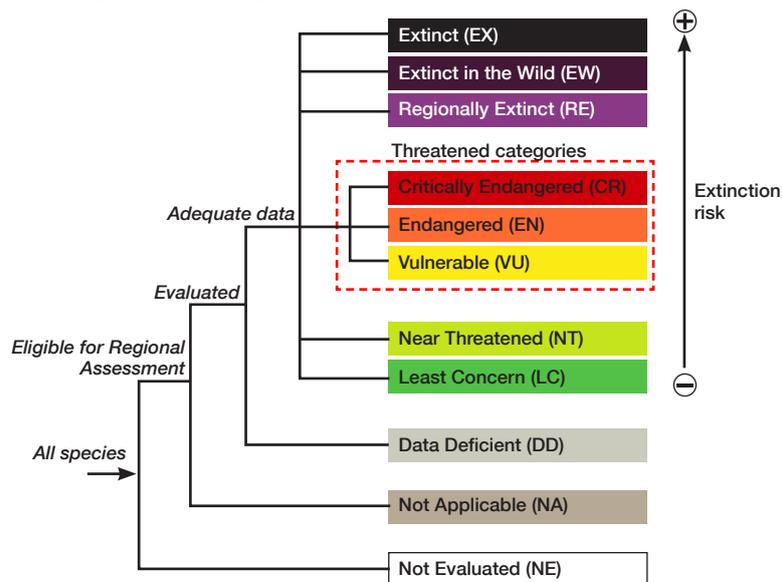 Extinct (EX)
Extinct in the Wild (EW)
Regionally Extinct (RE)
Threatened categories
Critically Endangered (CR)
Adequate data
Endangered (EN)
Vulnerable (VU)
Extinction
risk
Evaluated
Near Threatened (NT)
Eligible for Regional
Assessment
Least Concern (LC)
Data Deficient (DD)
All species
Not Applicable (NA)
Not Evaluated (NE)
+
−